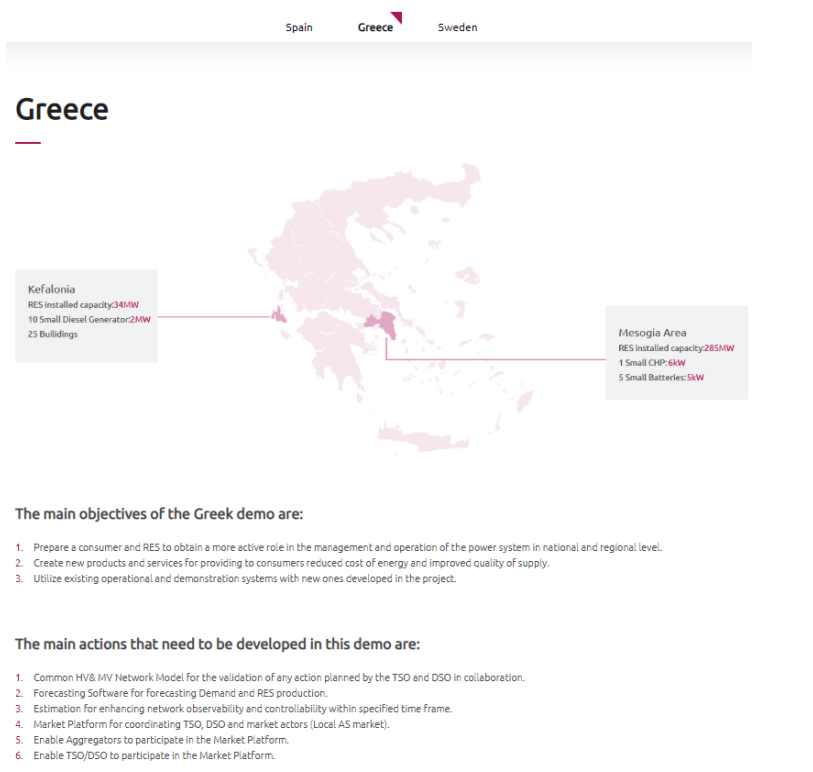 Spain Greece Sweden
Greece
Kefalonia
RES installed capacity:34MW
10 Small Diesel Generator:2MW
25 Builidings
Mesogia Area
RES Installed capacity:285MW
1 Small CHP:6kW
5 Small Batteries:5kW
The main objectives of the Greek demo are:
1. Prepare a consumer and RES to obtain a more active role in the management and operation of the power system in national and regional level.
2. Create new products and services for providing to consumers reduced cost of energy and improved quality of supply.
3. Utilize existing operational and demonstration systems with new ones developed in the project.
The main actions that need to be developed in this demo are:
1. Common HV& MV Network Model for the validation of any action planned by the TSO and DSO in collaboration.
2. Forecasting Software for forecasting Demand and RES production.
3. Estimation for enhancing network observability and controllability within specified time frame.
4. Market Platform for coordinating TSO, DSO and market actors (Local AS market).
5. Enable Aggregators to participate in the Market Platform.
6. Enable TSO/DSO to participate in the Market Platform.